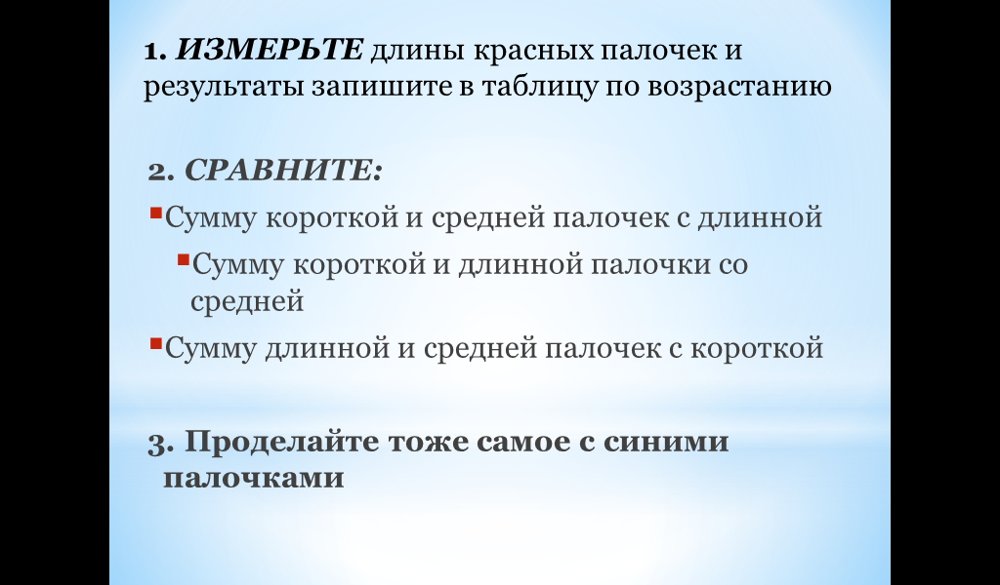 1. ИЗМЕРЬТЕ длины красных палочек и
результаты запишите в таблицу по возрастанию
2. СРАВНИТЕ:
▪Сумму короткой и средней палочек с длинной
▪Сумму короткой и длинной палочки со
средней
▪Сумму длинной и средней палочек с короткой
3. Проделайте тоже самое с синими
палочками